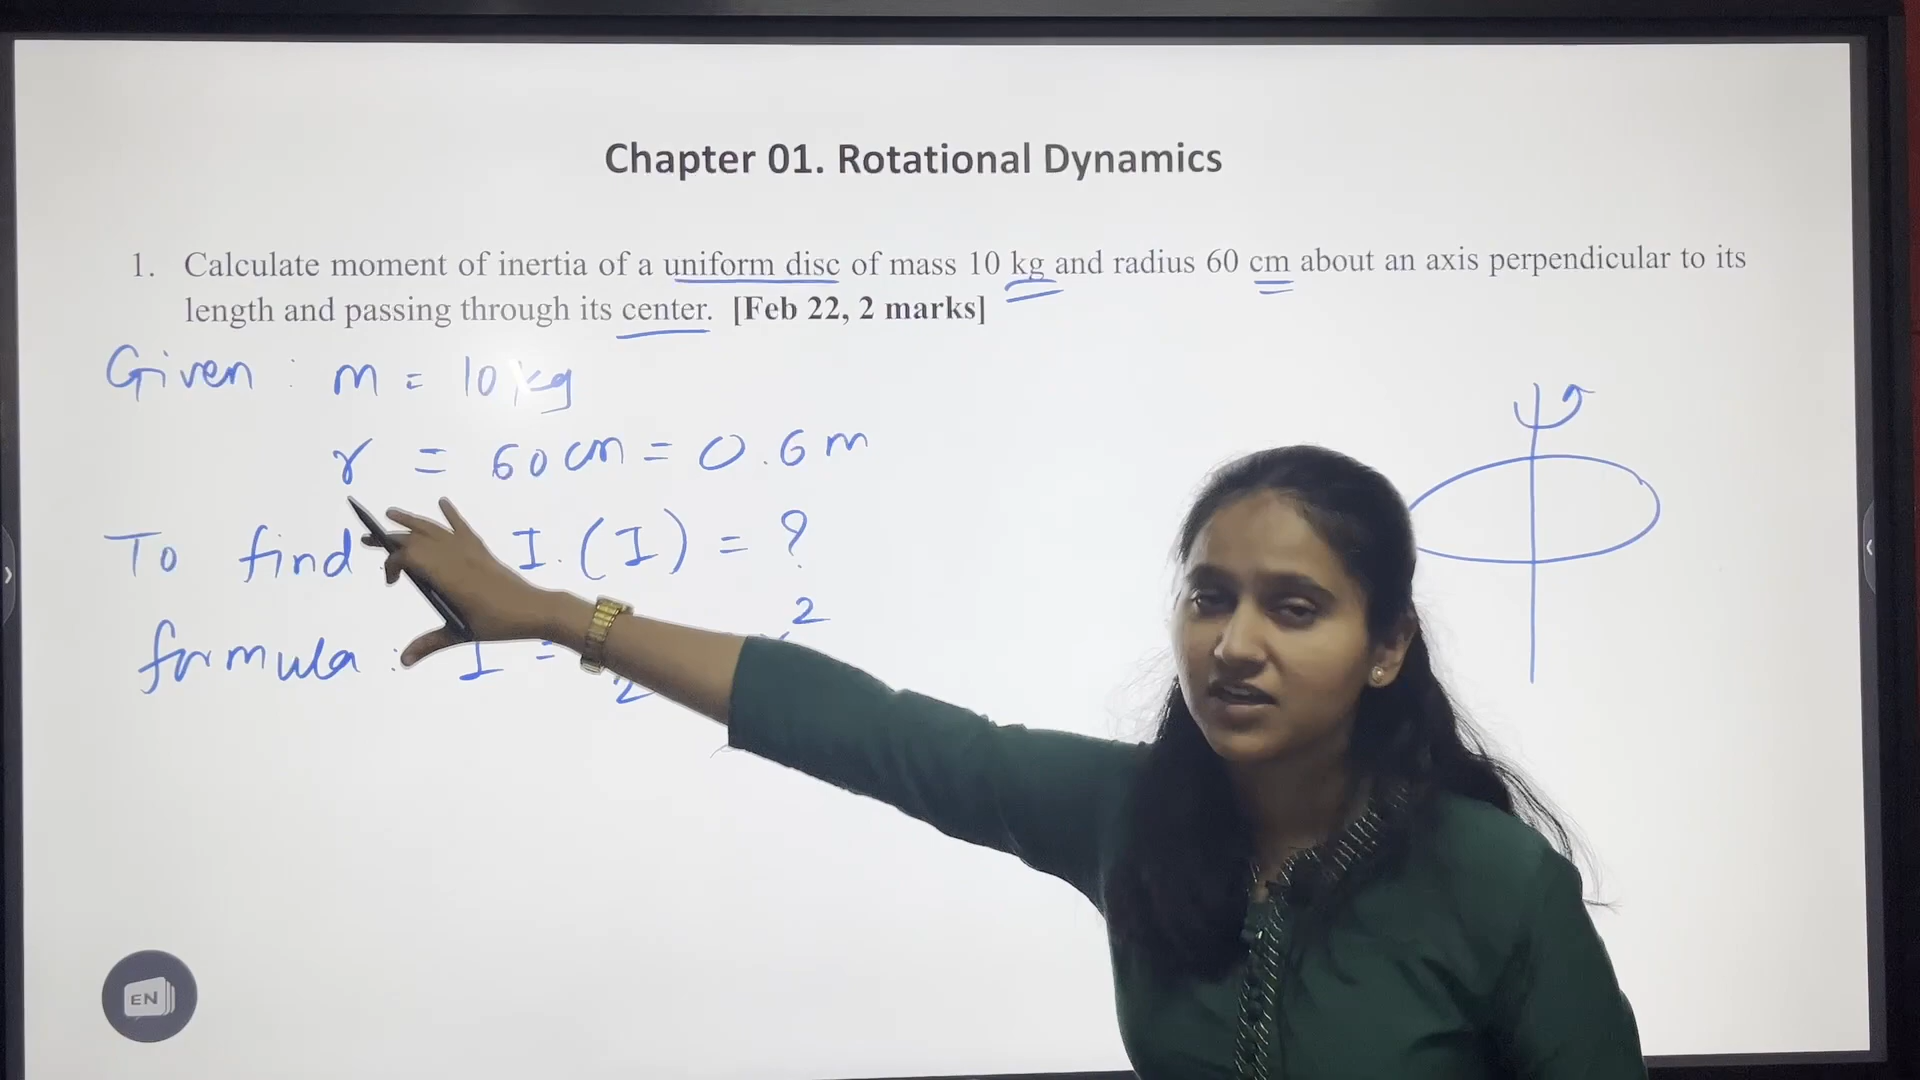 Chapter 01. Rotational Dynamics
1. Calculate moment of inertia of a uniform disc of mass 10 kg and radius 60 cm about an axis perpendicular to its
length and passing through its center. [Feb 22, 2 marks]
Given : m = 10 kg
r = 60 cm = 0.6 m
To find : I. (I) = ?
formula : I = 2 2
EN